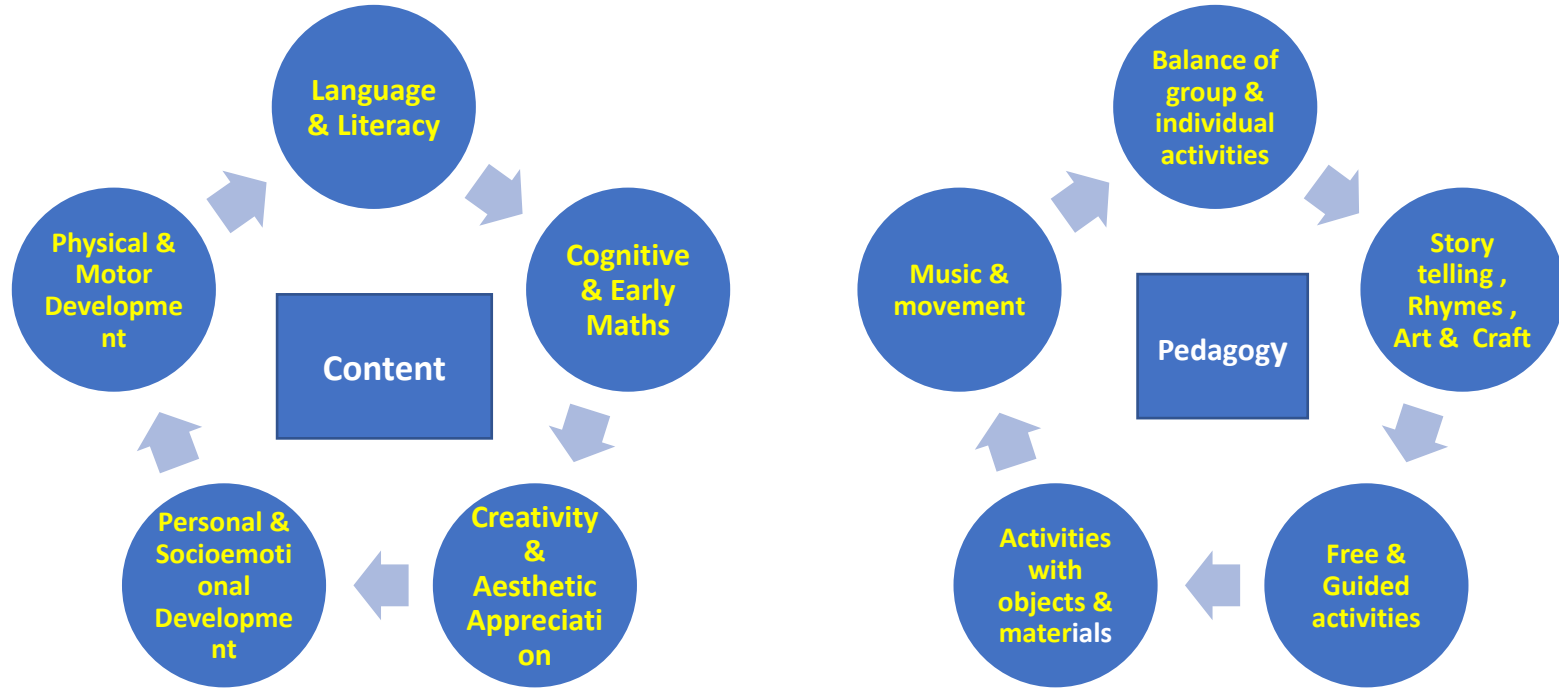 Language
& Literacy
Cognitive
& Early
Maths
Creativity
&
Aesthetic
Appreciati
on
Personal &
Socioemoti
onal
Developme
nt
Physical &
Motor
Developme
nt
Content
Balance of
group &
individual
activities
Story
telling ,
Rhymes ,
Art & Craft
Free &
Guided
activities
Activities
with
objects &
materials
Music &
movement
Pedagogy